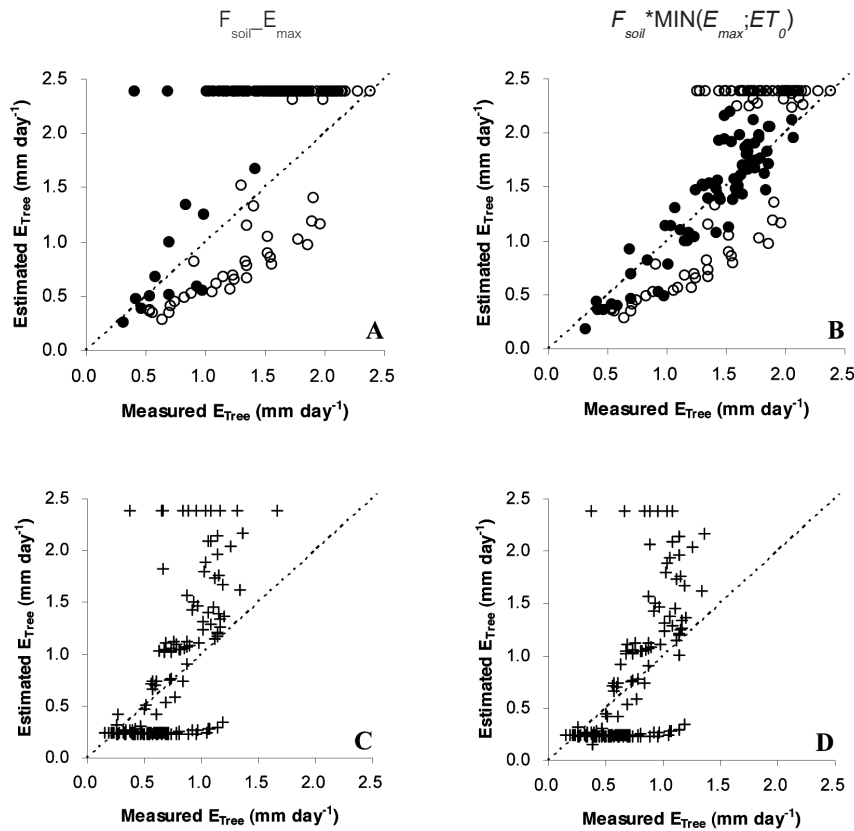 F_soil_E_max
F_soil*MIN(E_max;ET_0)
Estimated E_Tree (mm day⁻¹)
2.5
2.0
1.5
1.0
0.5
0.0
A
0.0 0.5 1.0 1.5 2.0 2.5
Measured E_Tree (mm day⁻¹)
Estimated E_Tree (mm day⁻¹)
2.5
2.0
1.5
1.0
0.5
0.0
B
0.0 0.5 1.0 1.5 2.0 2.5
Measured E_Tree (mm day⁻¹)
Estimated E_Tree (mm day⁻¹)
2.5
2.0
1.5
1.0
0.5
0.0
C
0.0 0.5 1.0 1.5 2.0 2.5
Measured E_Tree (mm day⁻¹)
Estimated E_Tree (mm day⁻¹)
2.5
2.0
1.5
1.0
0.5
0.0
D
0.0 0.5 1.0 1.5 2.0 2.5
Measured E_Tree (mm day⁻¹)